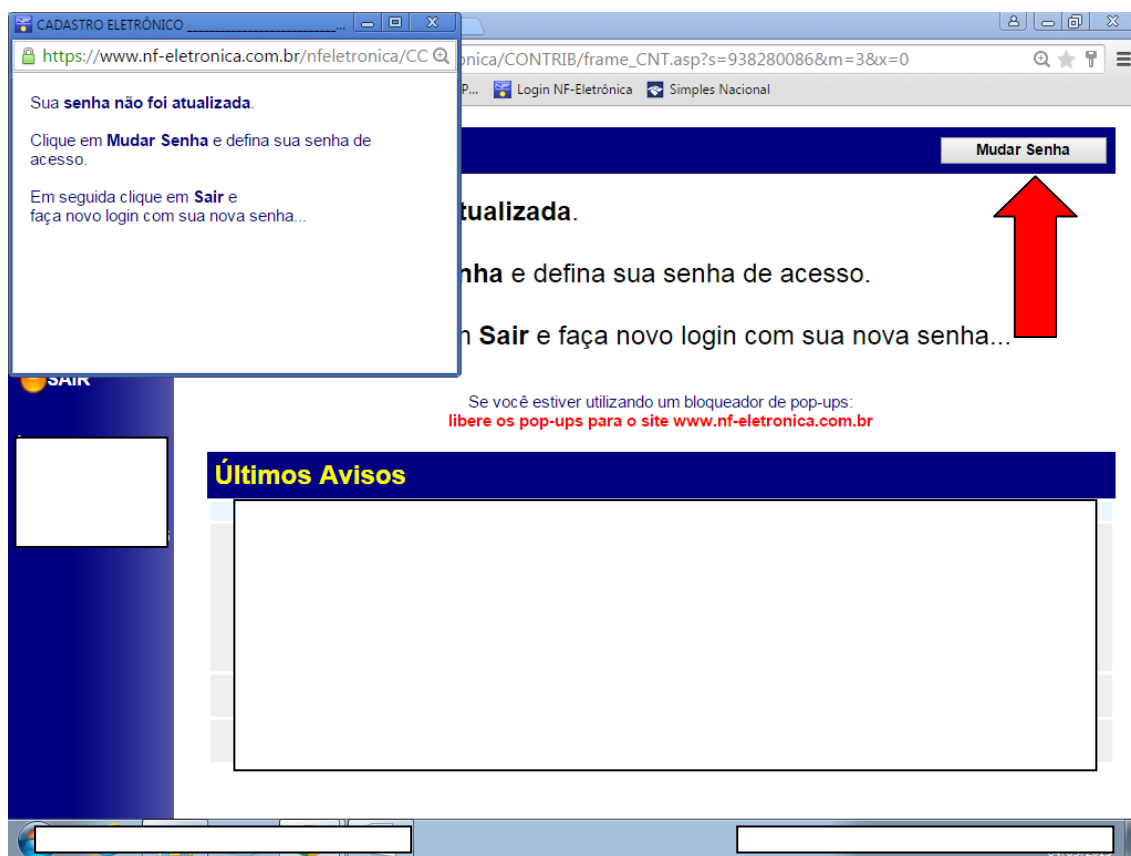 CADASTRO ELETRÔNICO ___________________________...
https://www.nf-eletronica.com.br/nfeletronica/CC
Sua senha não foi atualizada.
Clique em Mudar Senha e defina sua senha de
acesso.
Em seguida clique em Sair e
faça novo login com sua nova senha...
onica/CONTRIB/frame_CNT.asp?s=938280086&m=3&x=0
P... Login NF-Eletrônica Simples Nacional
Mudar Senha
tualizada.
nha e defina sua senha de acesso.
Sair e faça novo login com sua nova senha...
SAIR
Se você estiver utilizando um bloqueador de pop-ups:
libere os pop-ups para o site www.nf-eletronica.com.br
Últimos Avisos